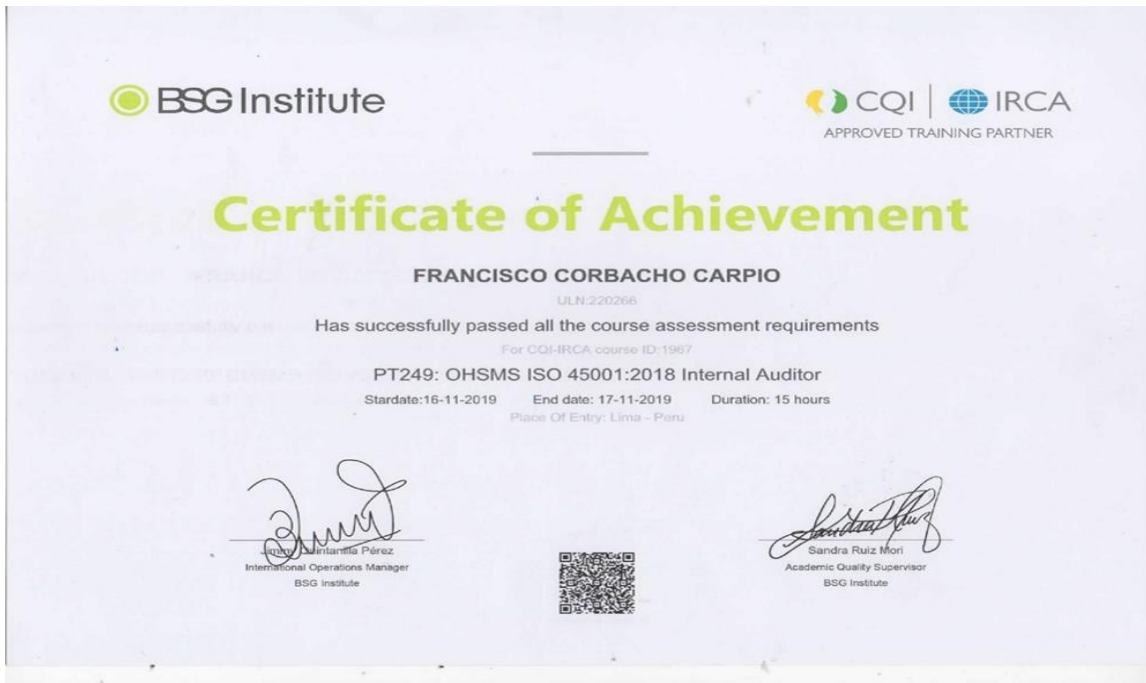 BSG Institute
CQI | IRCA
APPROVED TRAINING PARTNER
Certificate of Achievement
FRANCISCO CORBACHO CARPIO
ULN:220266
Has successfully passed all the course assessment requirements
For CQI-IRCA course ID:1967
PT249: OHSMS ISO 45001:2018 Internal Auditor
Stardate:16-11-2019 End date: 17-11-2019 Duration: 15 hours
Place Of Entry: Lima - Peru
Jimmy Quintanilla Pérez
International Operations Manager
BSG Institute
Sandra Ruiz Mori
Academic Quality Supervisor
BSG Institute